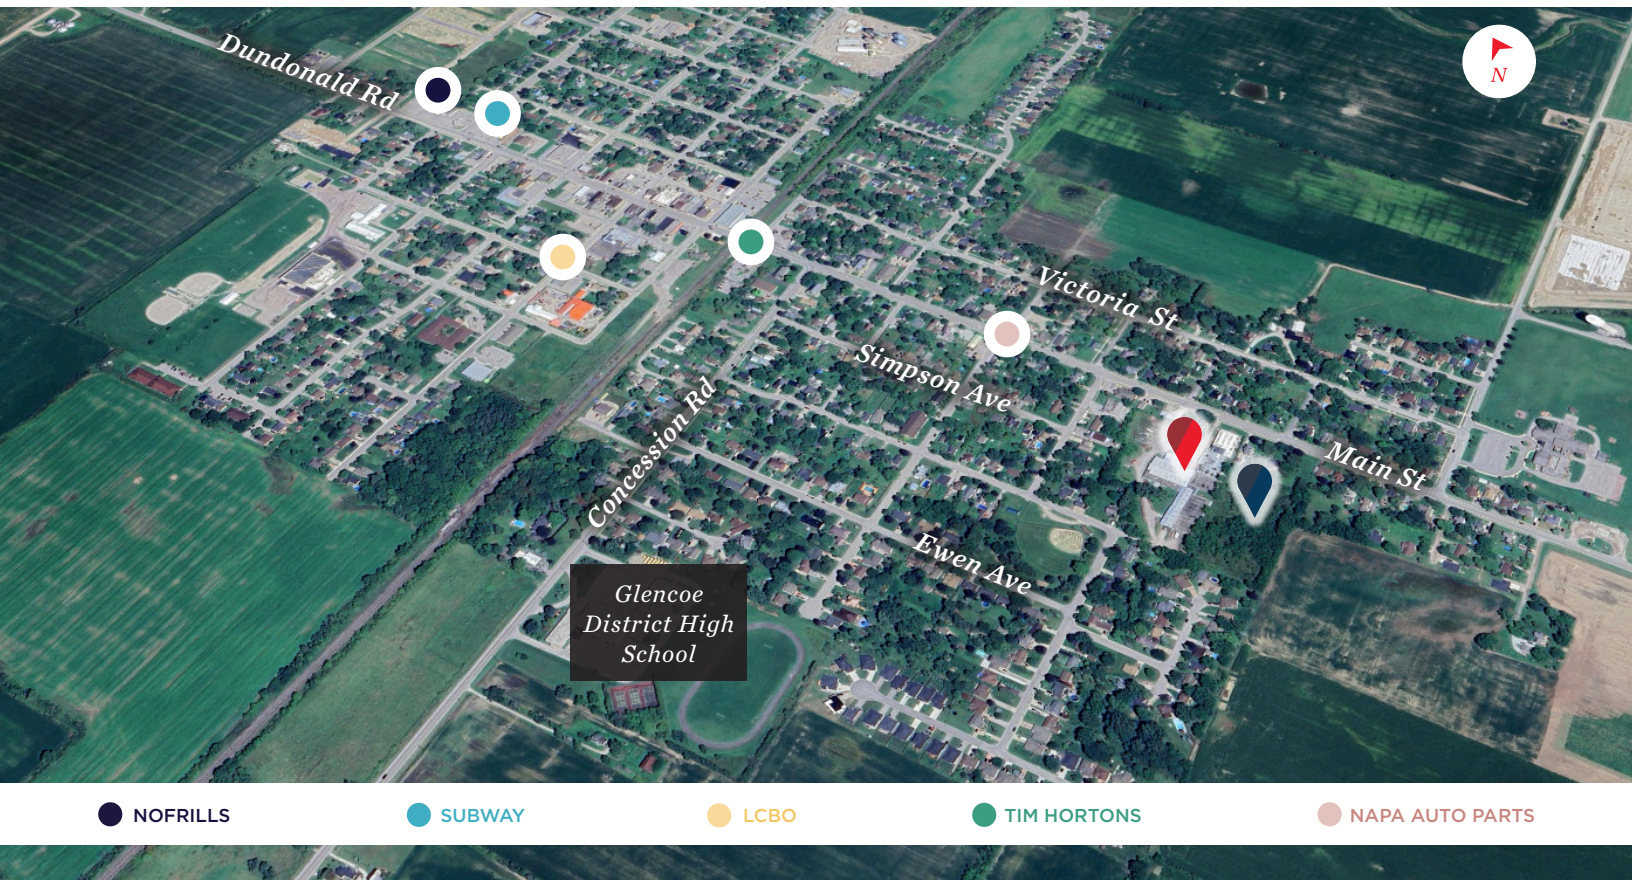 Dundonald Rd
N
Victoria St
Simpson Ave
Concession Rd
Main St
Ewen Ave
Glencoe
District High
School
NOFRILLS
SUBWAY
LCBO
TIM HORTONS
NAPA AUTO PARTS